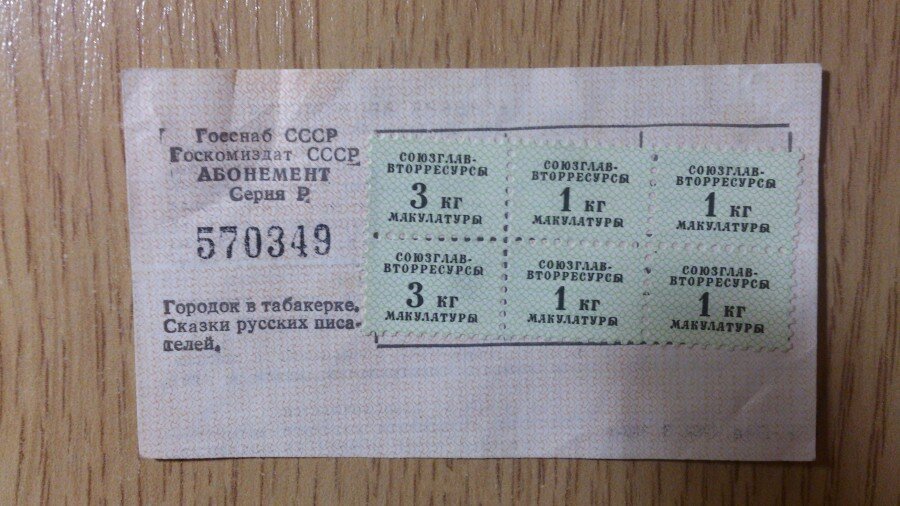 Госснаб СССР
Госкомиздат СССР
АБОНЕМЕНТ
Серия Р
570349
Городок в табакерке.
Сказки русских писа-
телей.
СОЮЗГЛАВ-
ВТОРРЕСУРСЫ
3 КГ
МАКУЛАТУРЫ
СОЮЗГЛАВ-
ВТОРРЕСУРСЫ
1 КГ
МАКУЛАТУРЫ
СОЮЗГЛАВ-
ВТОРРЕСУРСЫ
1 КГ
МАКУЛАТУРЫ
СОЮЗГЛАВ-
ВТОРРЕСУРСЫ
3 КГ
МАКУЛАТУРЫ
СОЮЗГЛАВ-
ВТОРРЕСУРСЫ
1 КГ
МАКУЛАТУРЫ
СОЮЗГЛАВ-
ВТОРРЕСУРСЫ
1 КГ
МАКУЛАТУРЫ